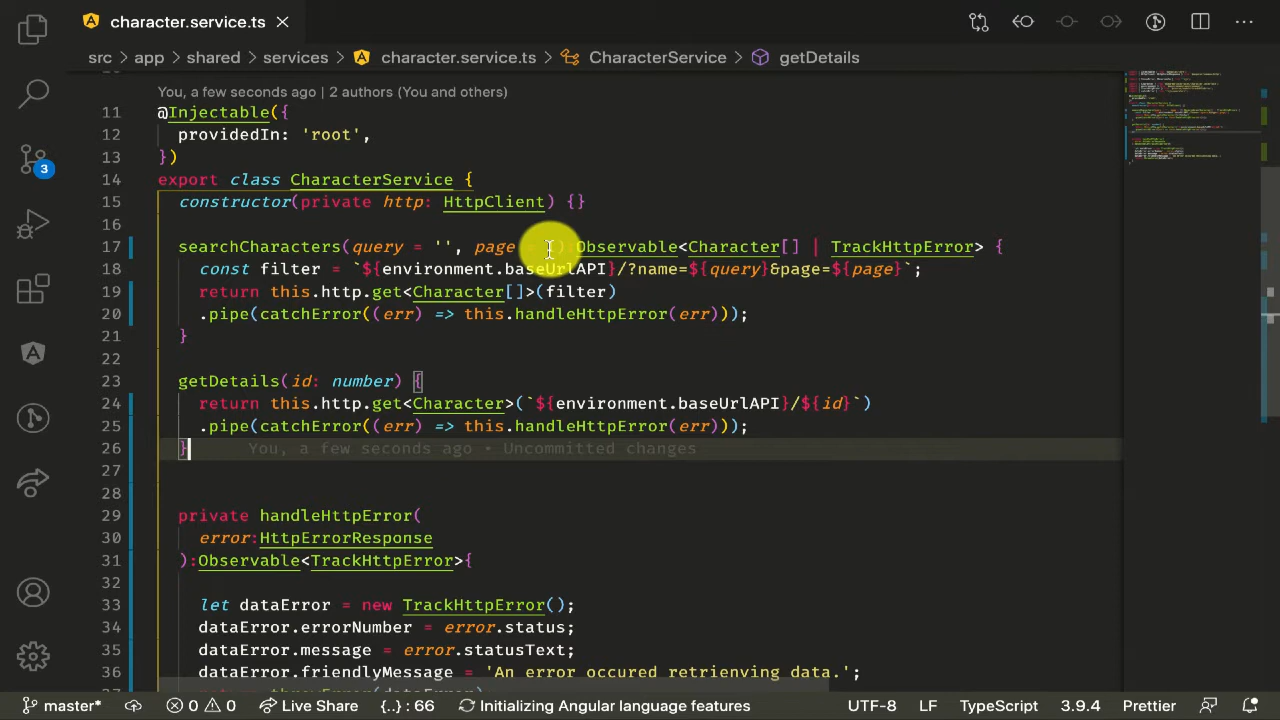 character.service.ts
src > app > shared > services > character.service.ts > CharacterService > getDetails
You, a few seconds ago | 2 authors (You and others)
11 @Injectable({
12 providedIn: 'root',
13 })
14 export class CharacterService {
15 constructor(private http: HttpClient) {}
16
17 searchCharacters(query = '', page = ):Observable<Character[] | TrackHttpError> {
18 const filter = `${environment.baseUrlAPI}/?name=${query}&page=${page}`;
19 return this.http.get<Character[]>(filter)
20 .pipe(catchError((err) => this.handleHttpError(err)));
21 }
22
23 getDetails(id: number) {
24 return this.http.get<Character>(`${environment.baseUrlAPI}/${id}`)
25 .pipe(catchError((err) => this.handleHttpError(err)));
26 } You, a few seconds ago • Uncommitted changes
27
28
29 private handleHttpError(
30 error:HttpErrorResponse
31 ):Observable<TrackHttpError>{
32
33 let dataError = new TrackHttpError();
34 dataError.errorNumber = error.status;
35 dataError.message = error.statusText;
36 dataError.friendlyMessage = 'An error occured retrienving data.';
3
master* 0 0 Live Share {..} : 66 Initializing Angular language features UTF-8 LF TypeScript 3.9.4 Prettier